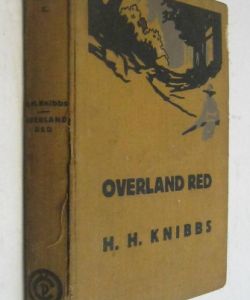 H. H. KNIBBS
OVERLAND
RED
OVERLAND RED
H. H. KNIBBS